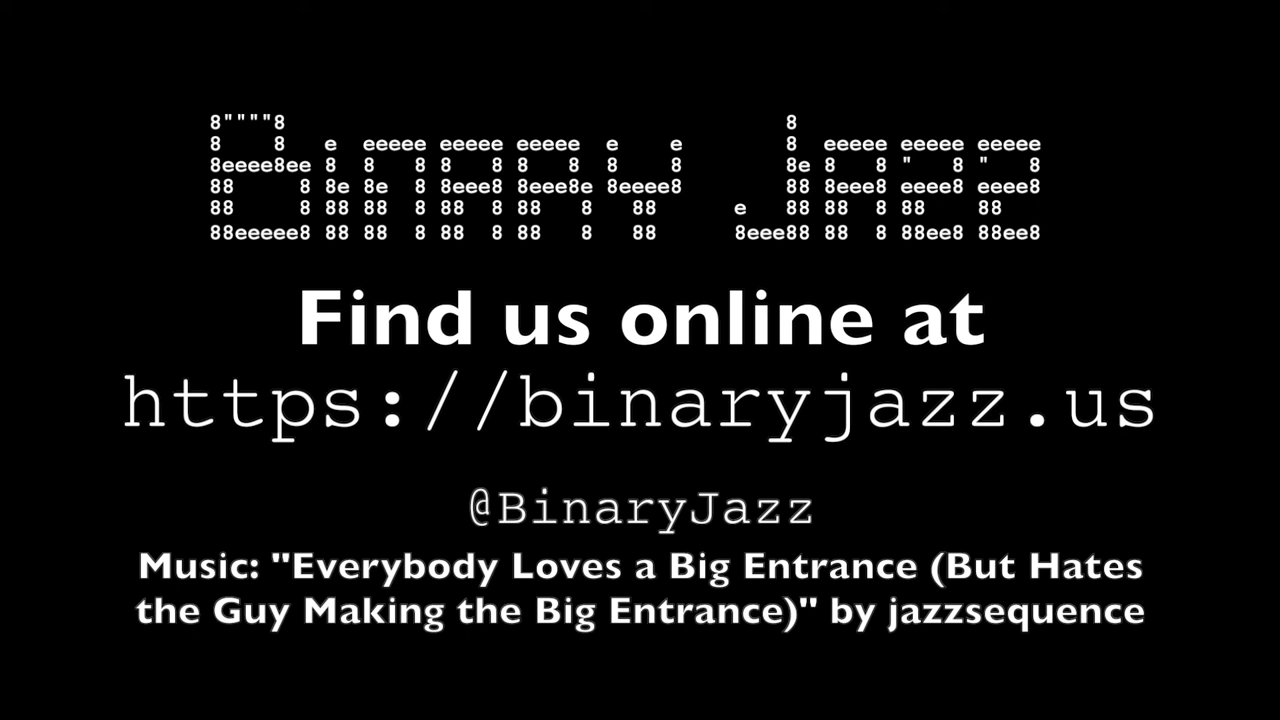 Binary Jazz
Find us online at
https://binaryjazz.us
@BinaryJazz
Music: "Everybody Loves a Big Entrance (But Hates
the Guy Making the Big Entrance)" by jazzsequence